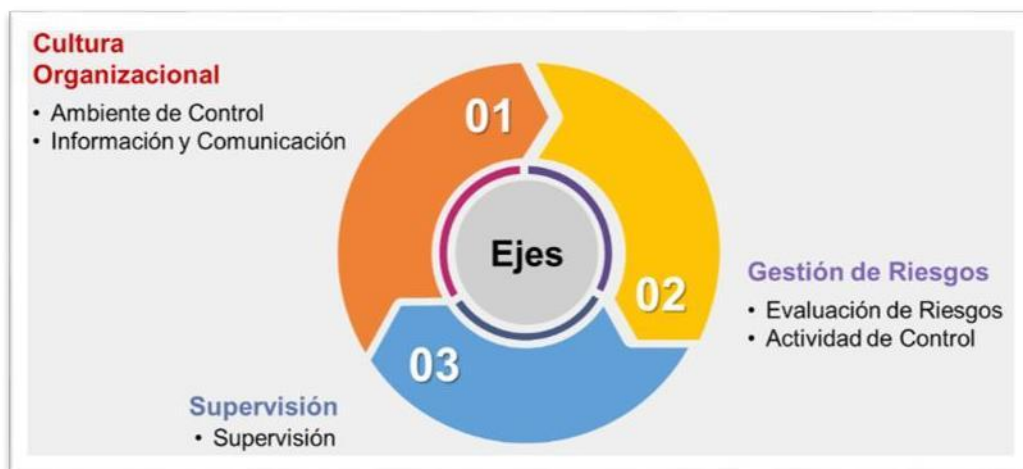 Cultura
Organizacional
• Ambiente de Control
• Información y Comunicación
01
02
03
Ejes
Gestión de Riesgos
• Evaluación de Riesgos
• Actividad de Control
Supervisión
• Supervisión